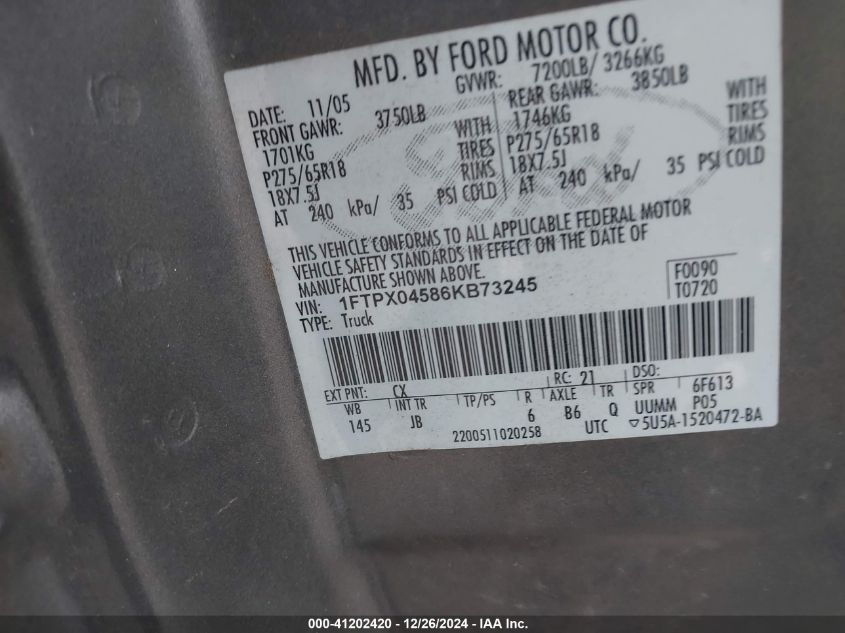 MFD. BY FORD MOTOR CO.
DATE: 11/05 GVWR: 7200LB/ 3266KG
FRONT GAWR: 3750LB REAR GAWR: 3850LB
1701KG WITH 1746KG WITH
P275/65R18 TIRES P275/65R18 TIRES
18X7.5J RIMS 18X7.5J RIMS
AT 240 kPa/ 35 PSI COLD AT 240 kPa/ 35 PSI COLD
THIS VEHICLE CONFORMS TO ALL APPLICABLE FEDERAL MOTOR
VEHICLE SAFETY STANDARDS IN EFFECT ON THE DATE OF
MANUFACTURE SHOWN ABOVE.
VIN: 1FTPX04586KB73245 F0090
TYPE: Truck T0720
EXT PNT: CX RC: 21 DSO:
WB INT TR TP/PS R AXLE TR SPR 6F613
145 JB 6 B6 Q UUMM P05
2200511020258 UTC ▽5U5A-1520472-BA
Ford
000-41202420 - 12/26/2024 - IAAI Inc.